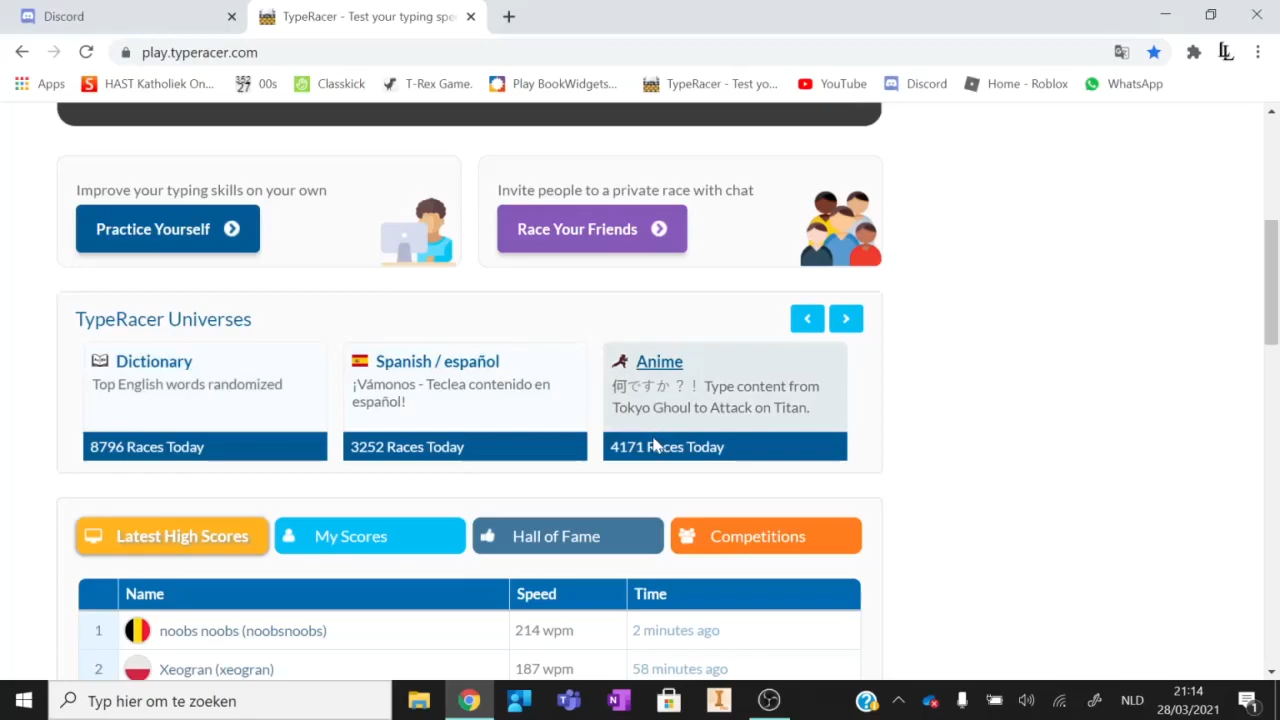 Discord
TypeRacer - Test your typing spe
play.typeracer.com
Apps
HAST Katholiek On...
00s
Classkick
T-Rex Game.
Play BookWidgets...
TypeRacer - Test yo...
YouTube
Discord
Home - Roblox
WhatsApp
Improve your typing skills on your own
Practice Yourself
Invite people to a private race with chat
Race Your Friends
TypeRacer Universes
Dictionary
Top English words randomized
8796 Races Today
Spanish / español
¡Vámonos - Teclea contenido en
español!
3252 Races Today
Anime
何ですか？！ Type content from
Tokyo Ghoul to Attack on Titan.
4171 Races Today
Latest High Scores
My Scores
Hall of Fame
Competitions
Name Speed Time
1 noobs noobs (noobsnoobs) 214 wpm 2 minutes ago
2 Xeogran (xeogran) 187 wpm 58 minutes ago
Typ hier om te zoeken
NLD
21:14
28/03/2021
1